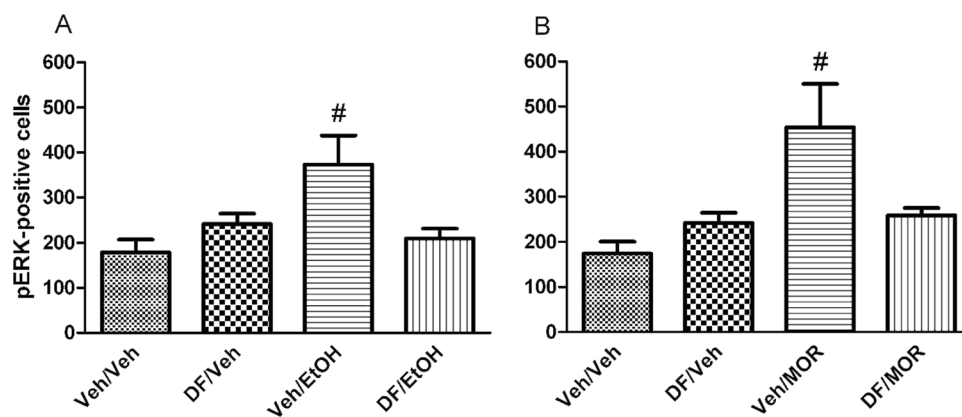 A
pERK-positive cells
600
500
400
300
200
100
0
#
Veh/Veh
DF/Veh
Veh/EtOH
DF/EtOH
B
600
500
400
300
200
100
0
#
Veh/Veh
DF/Veh
Veh/MOR
DF/MOR